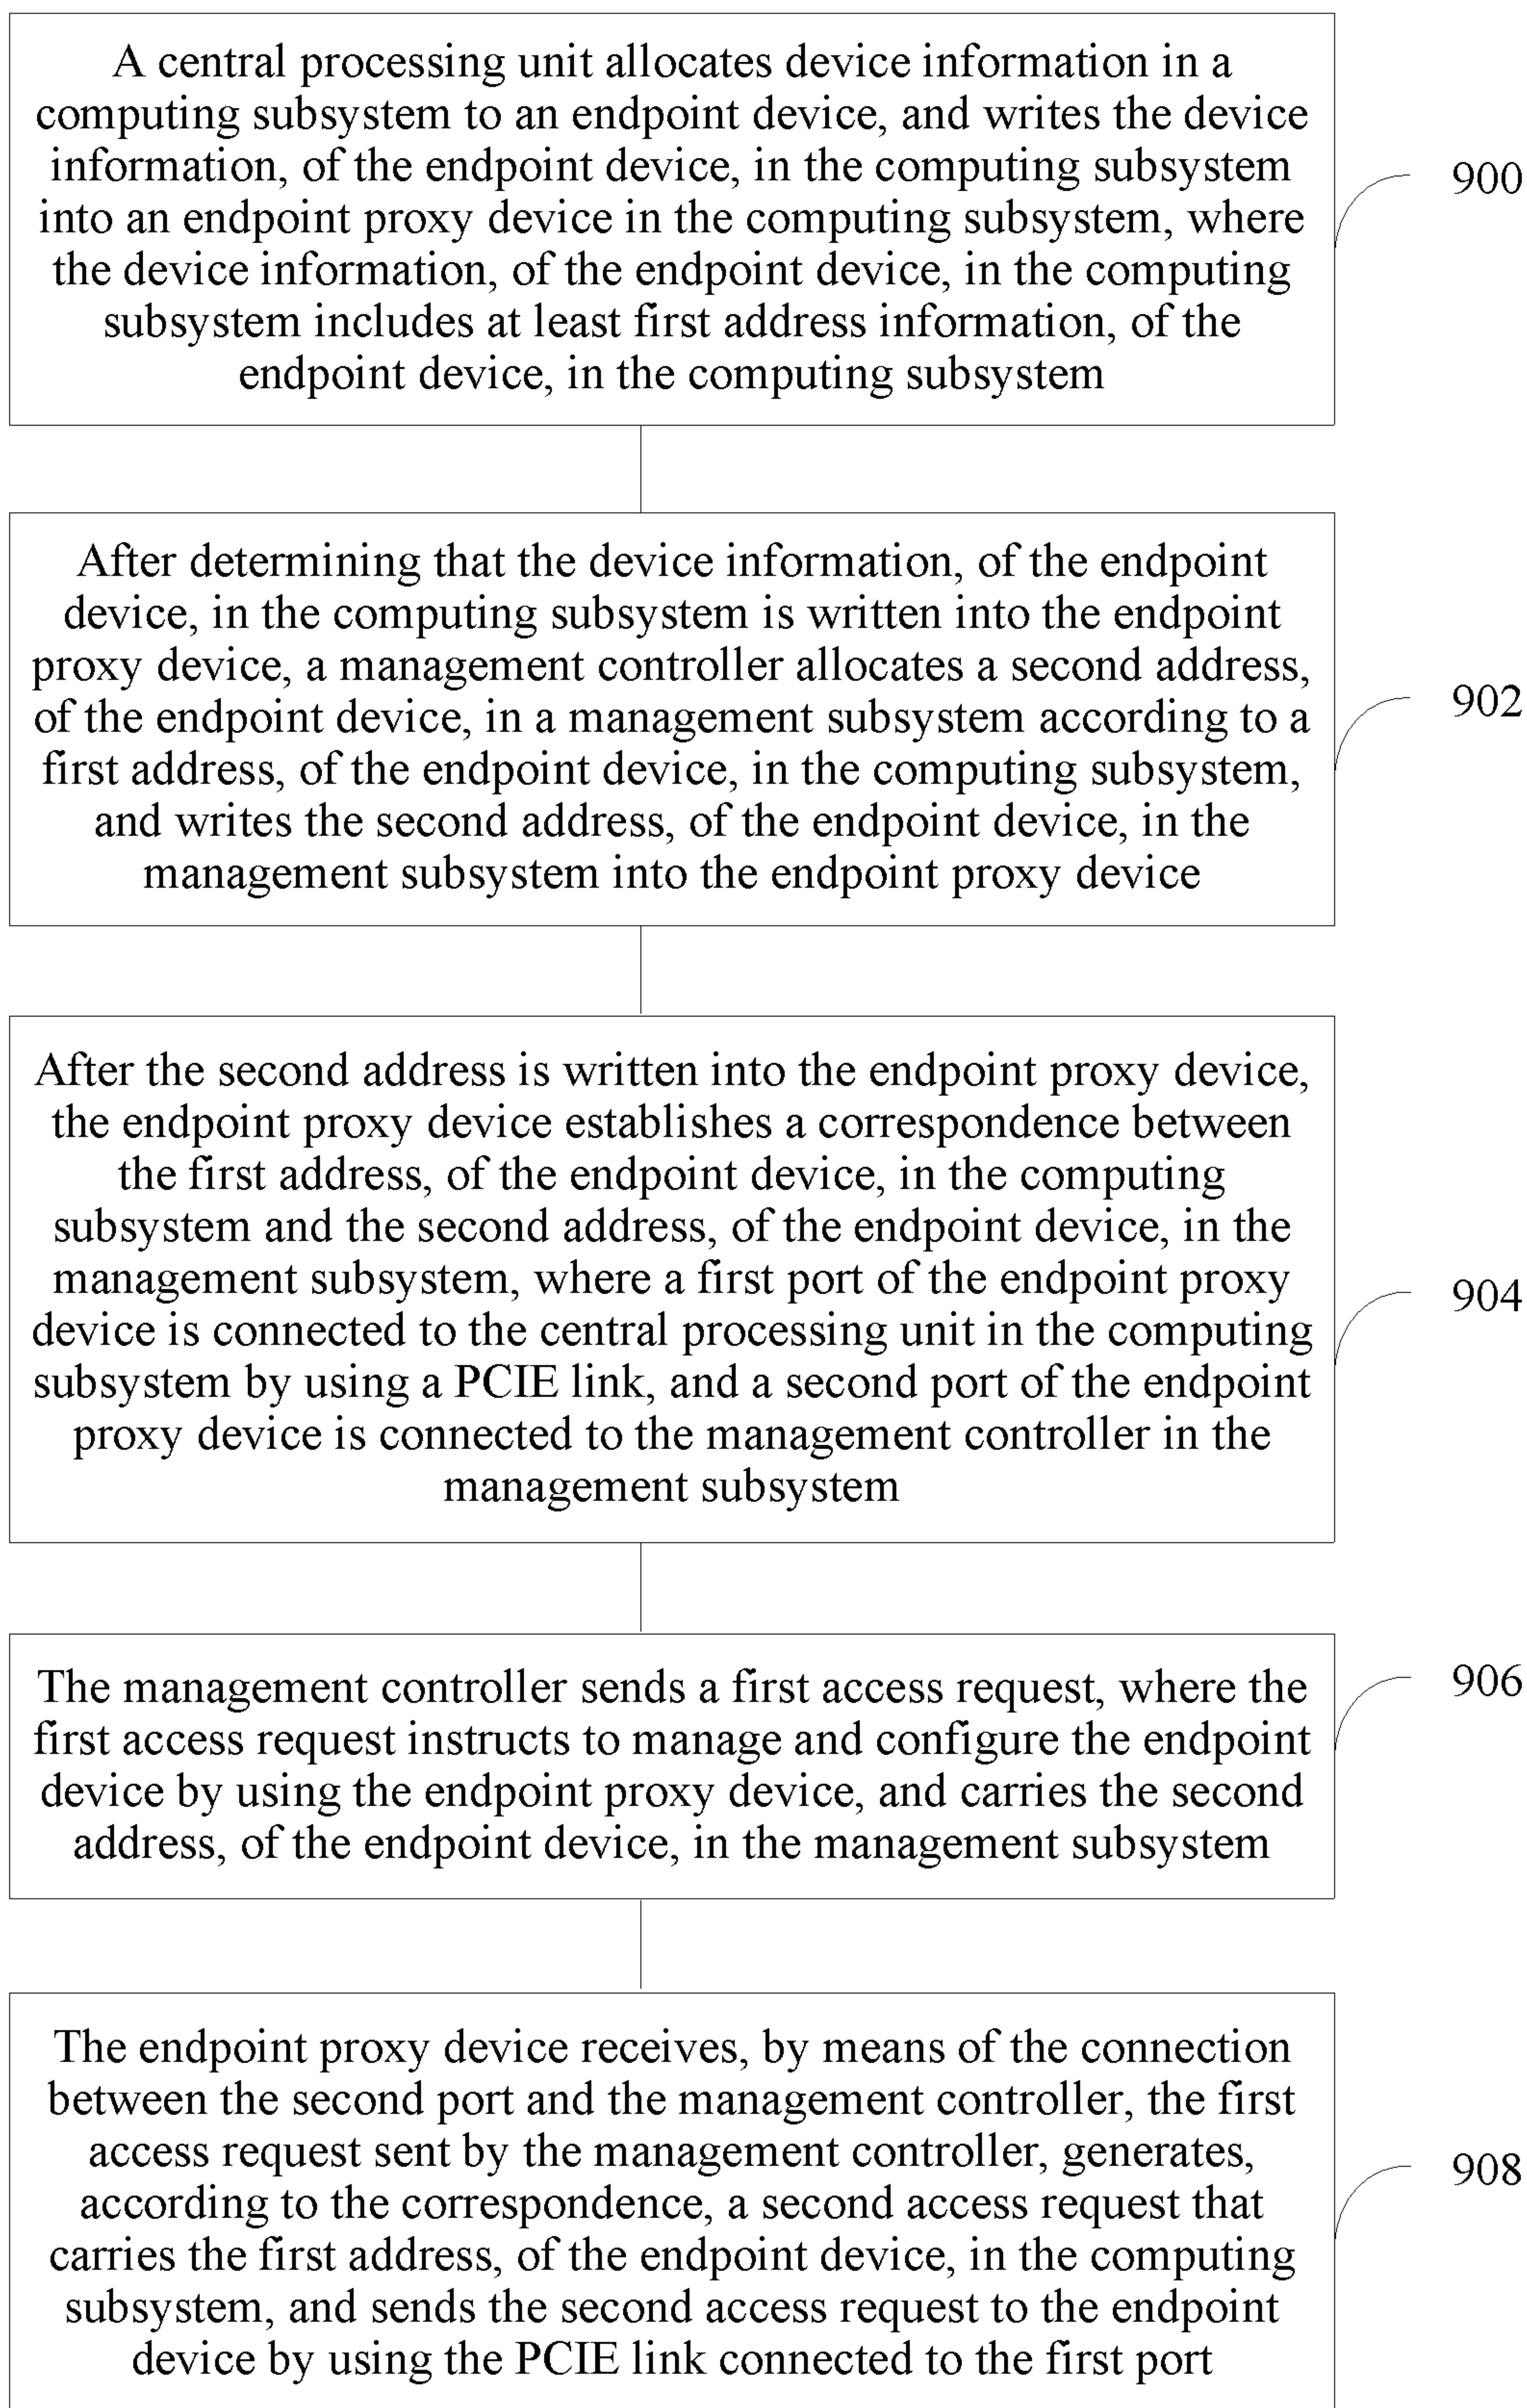 A central processing unit allocates device information in a
computing subsystem to an endpoint device, and writes the device
information, of the endpoint device, in the computing subsystem
into an endpoint proxy device in the computing subsystem, where
the device information, of the endpoint device, in the computing
subsystem includes at least first address information, of the
endpoint device, in the computing subsystem
900
After determining that the device information, of the endpoint
device, in the computing subsystem is written into the endpoint
proxy device, a management controller allocates a second address,
of the endpoint device, in a management subsystem according to a
first address, of the endpoint device, in the computing subsystem,
and writes the second address, of the endpoint device, in the
management subsystem into the endpoint proxy device
902
After the second address is written into the endpoint proxy device,
the endpoint proxy device establishes a correspondence between
the first address, of the endpoint device, in the computing
subsystem and the second address, of the endpoint device, in the
management subsystem, where a first port of the endpoint proxy
device is connected to the central processing unit in the computing
subsystem by using a PCIE link, and a second port of the endpoint
proxy device is connected to the management controller in the
management subsystem
904
The management controller sends a first access request, where the
first access request instructs to manage and configure the endpoint
device by using the endpoint proxy device, and carries the second
address, of the endpoint device, in the management subsystem
906
The endpoint proxy device receives, by means of the connection
between the second port and the management controller, the first
access request sent by the management controller, generates,
according to the correspondence, a second access request that
carries the first address, of the endpoint device, in the computing
subsystem, and sends the second access request to the endpoint
device by using the PCIE link connected to the first port
908